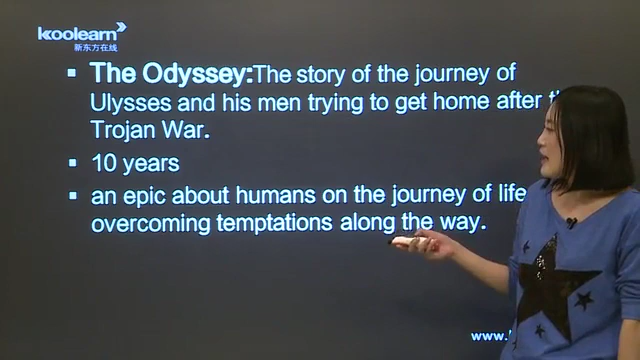 koolearn
新东方在线
The Odyssey:The story of the journey of
Ulysses and his men trying to get home after
Trojan War.
10 years
an epic about humans on the journey of life
overcoming temptations along the way.
www.